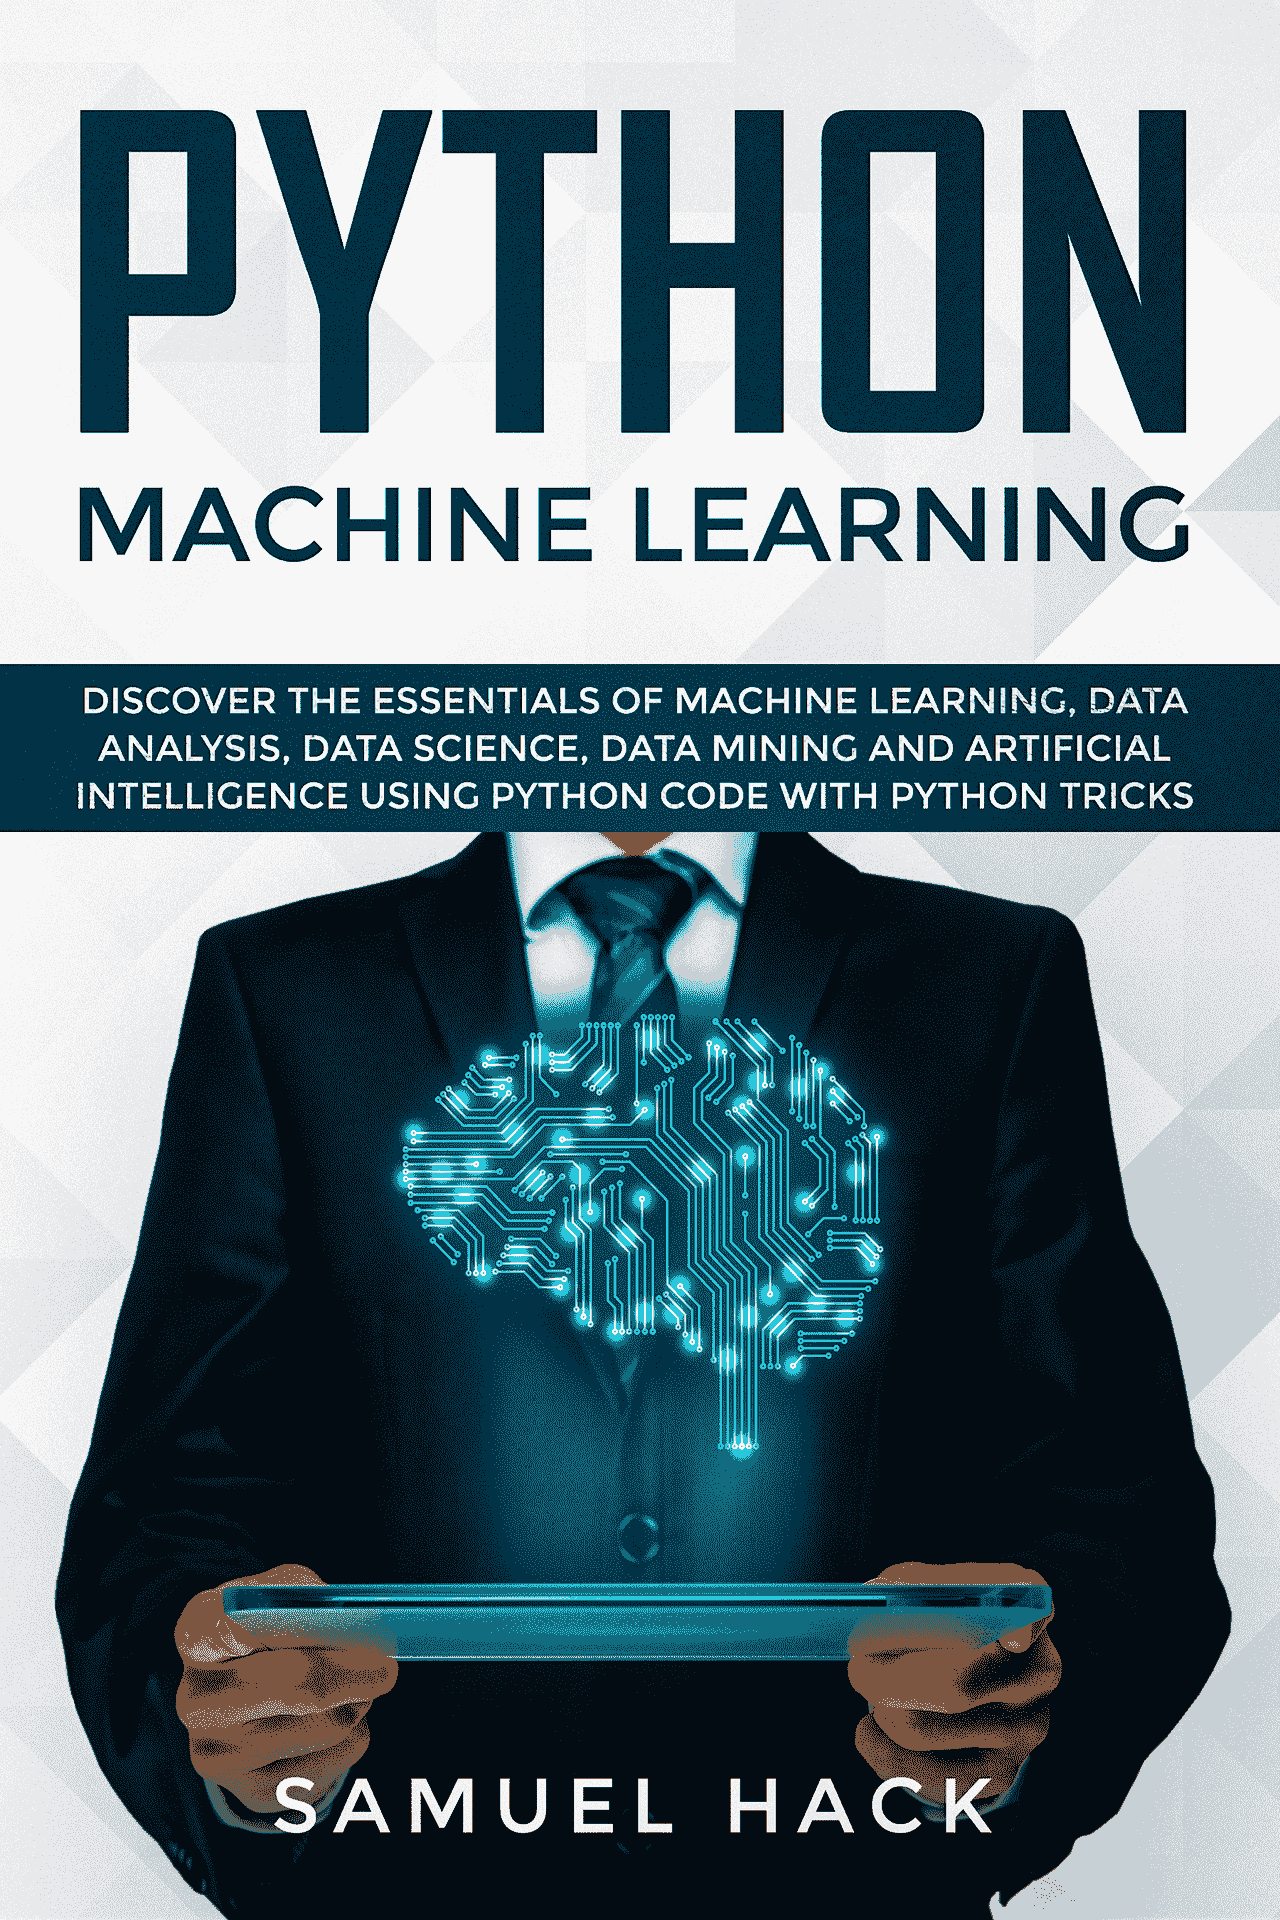 PYTHON
MACHINE LEARNING
DISCOVER THE ESSENTIALS OF MACHINE LEARNING, DATA
ANALYSIS, DATA SCIENCE, DATA MINING AND ARTIFICIAL
INTELLIGENCE USING PYTHON CODE WITH PYTHON TRICKS
SAMUEL HACK